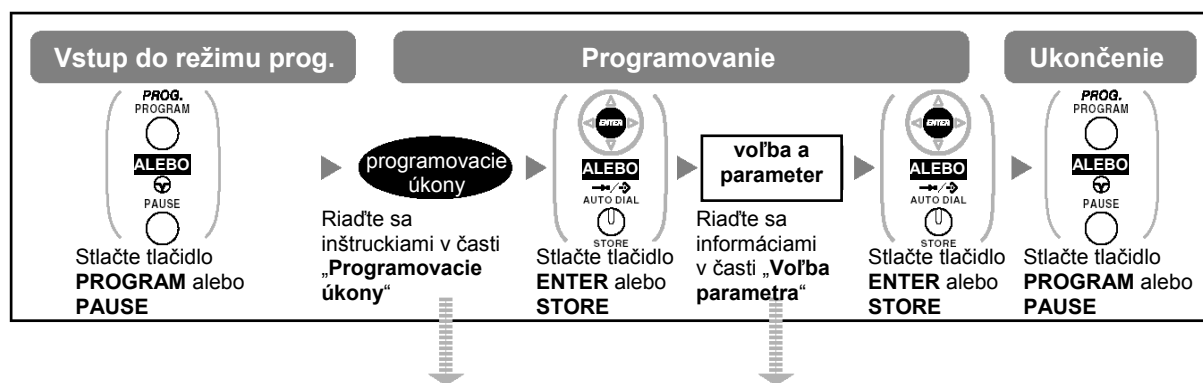 Vstup do režimu prog.
PROG.
PROGRAM
ALEBO
PAUSE
Stlačte tlačidlo
PROGRAM alebo
PAUSE
Programovanie
programovacie
úkony
Riaďte sa
inštruckiami v časti
„Programovacie
úkony“
ENTER
ALEBO
AUTO DIAL
STORE
Stlačte tlačidlo
ENTER alebo
STORE
voľba a
parameter
Riaďte sa
informáciami
v časti „Voľba
parametra“
ENTER
ALEBO
AUTO DIAL
STORE
Stlačte tlačidlo
ENTER alebo
STORE
Ukončenie
PROG.
PROGRAM
ALEBO
PAUSE
Stlačte tlačidlo
PROGRAM alebo
PAUSE